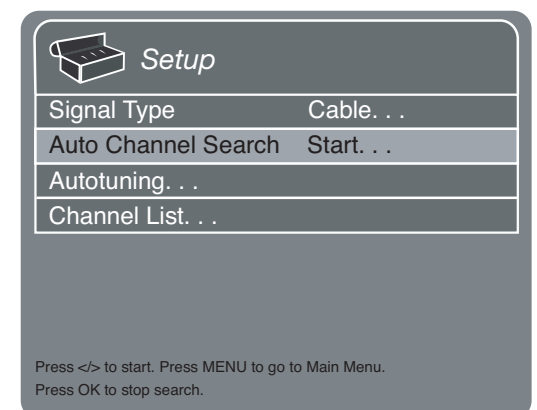 Setup
Signal Type Cable. . .
Auto Channel Search Start. . .
Autotuning. . .
Channel List. . .
Press </> to start. Press MENU to go to Main Menu.
Press OK to stop search.